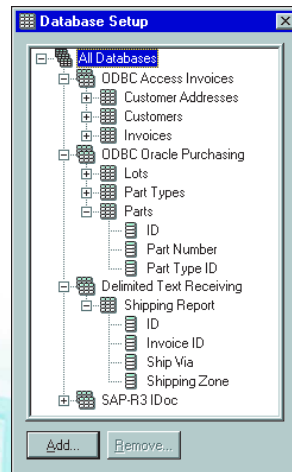 Database Setup
All Databases
ODBC Access Invoices
Customer Addresses
Customers
Invoices
ODBC Oracle Purchasing
Lots
Part Types
Parts
ID
Part Number
Part Type ID
Delimited Text Receiving
Shipping Report
ID
Invoice ID
Ship Via
Shipping Zone
SAP-R3 IDoc
Add... Remove...